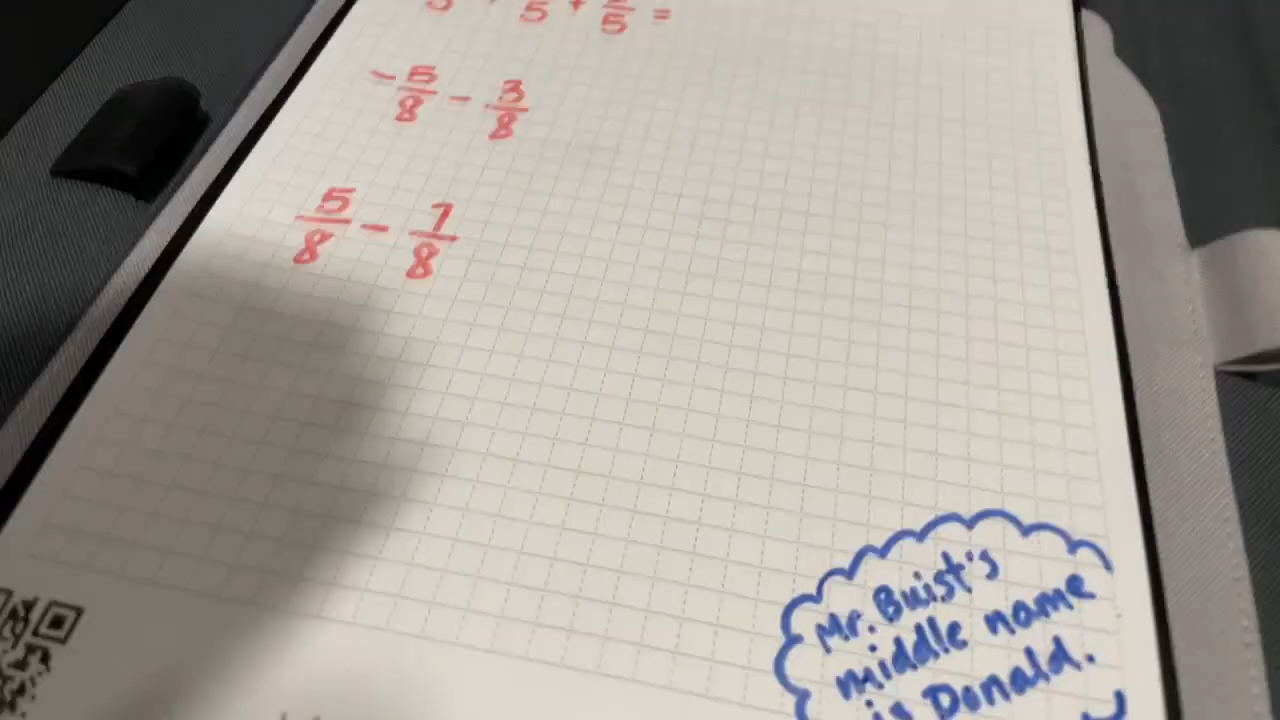 5 + 5 =
-5/8 - 3/8
5/8 - 7/8
Mr. Buist's
middle name
is Donald.